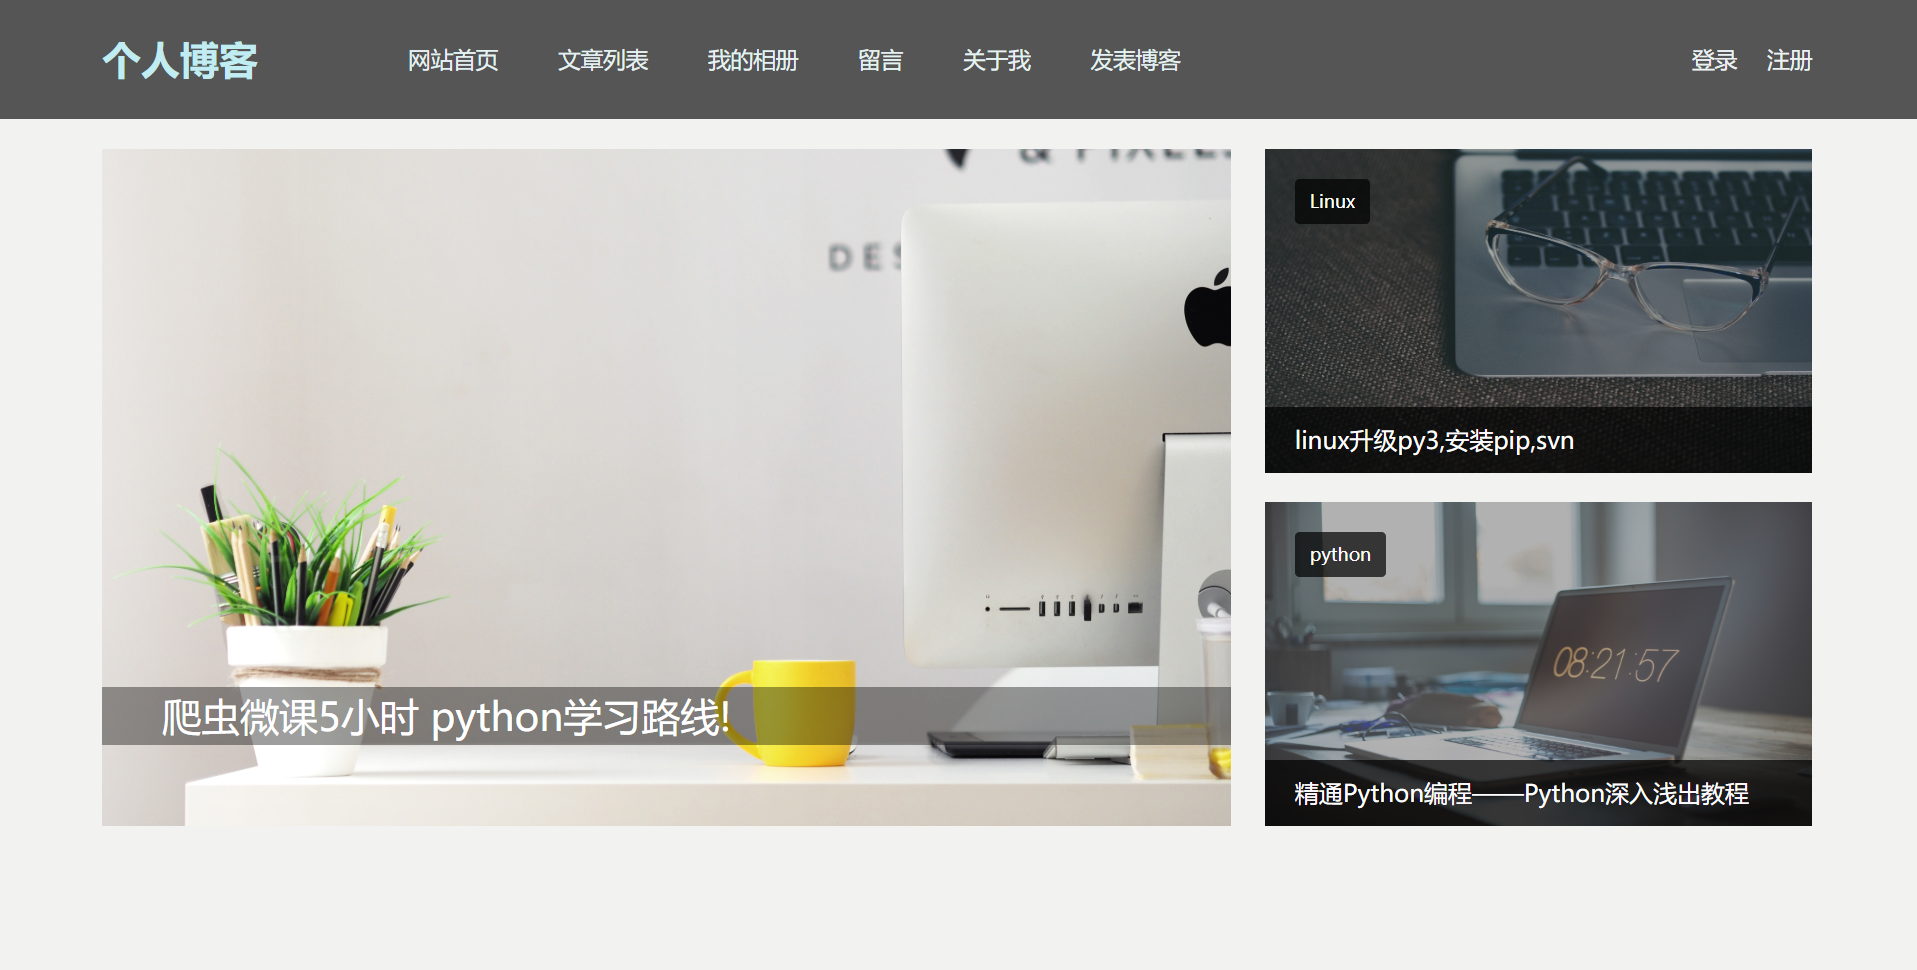 个人博客
网站首页 文章列表 我的相册 留言 关于我 发表博客 登录 注册
DES
爬虫微课5小时 python学习路线!
Linux
linux升级py3,安装pip,svn
python
08:21:57
精通Python编程——Python深入浅出教程